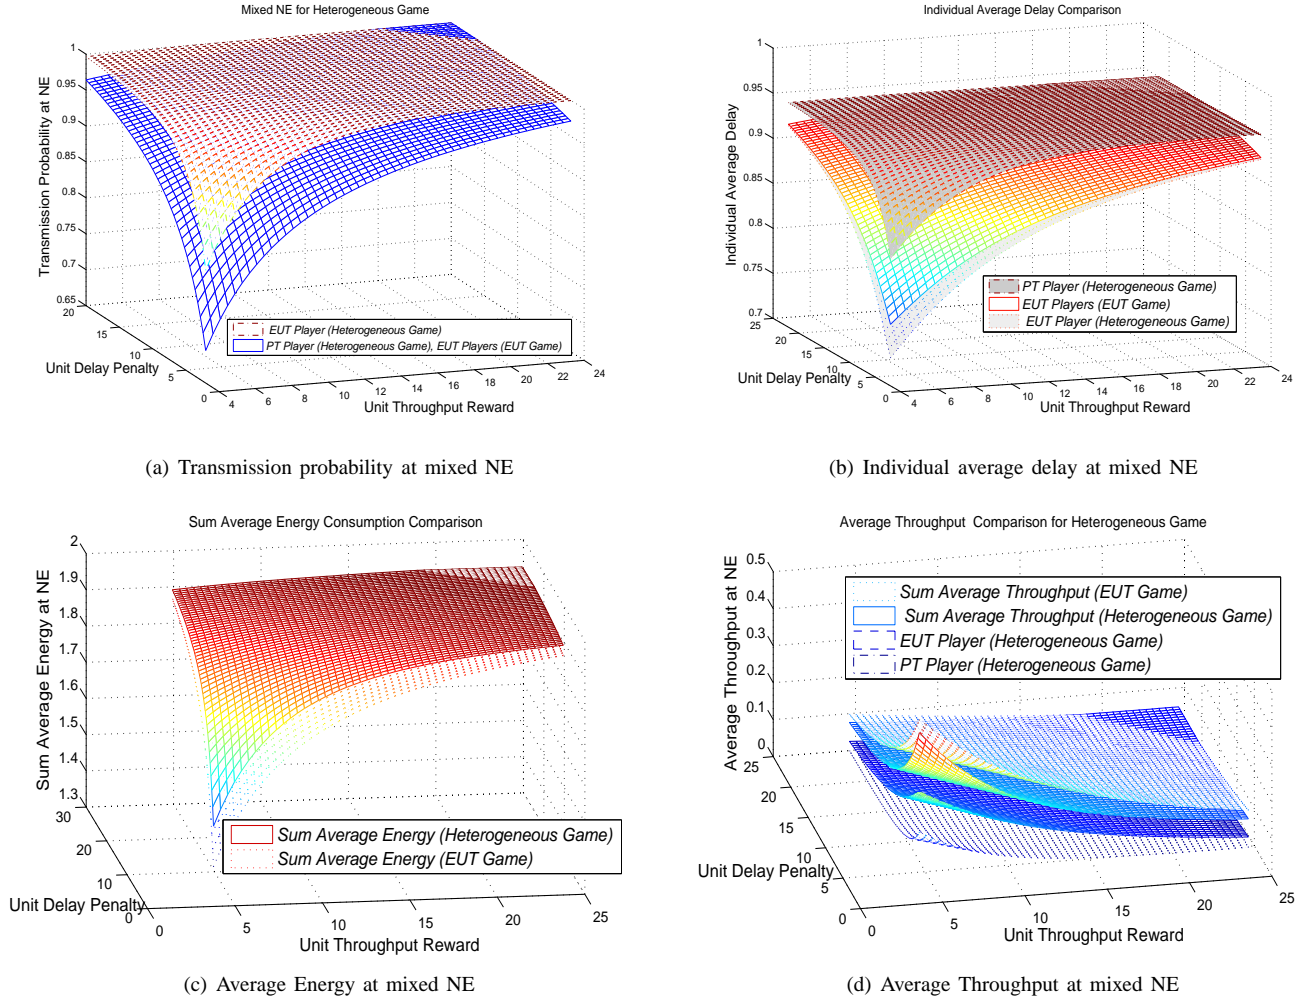 Mixed NE for Heterogeneous Game
1
0.95
0.9
0.85
0.8
0.75
0.7
0.65
Transmission Probability at NE
20
15
10
5
0
Unit Delay Penalty
4
6
8
10
12
14
16
18
20
22
24
Unit Throughput Reward
EUT Player (Heterogeneous Game)
PT Player (Heterogeneous Game), EUT Players (EUT Game)
(a) Transmission probability at mixed NE
Individual Average Delay Comparison
1
0.95
0.9
0.85
0.8
0.75
0.7
Individual Average Delay
25
20
15
10
5
0
Unit Delay Penalty
4
6
8
10
12
14
16
18
20
22
24
Unit Throughput Reward
PT Player (Heterogeneous Game)
EUT Players (EUT Game)
EUT Player (Heterogeneous Game)
(b) Individual average delay at mixed NE
Sum Average Energy Consumption Comparison
2
1.9
1.8
1.7
1.6
1.5
1.4
1.3
Sum Average Energy at NE
30
20
10
0
Unit Delay Penalty
0
5
10
15
20
25
Unit Throughput Reward
Sum Average Energy (Heterogeneous Game)
Sum Average Energy (EUT Game)
(c) Average Energy at mixed NE
Average Throughput Comparison for Heterogeneous Game
0.5
0.4
0.3
0.2
0.1
0
Average Throughput at NE
25
20
15
10
5
0
Unit Delay Penalty
0
5
10
15
20
25
Unit Throughput Reward
Sum Average Throughput (EUT Game)
Sum Average Throughput (Heterogeneous Game)
EUT Player (Heterogeneous Game)
PT Player (Heterogeneous Game)
(d) Average Throughput at mixed NE